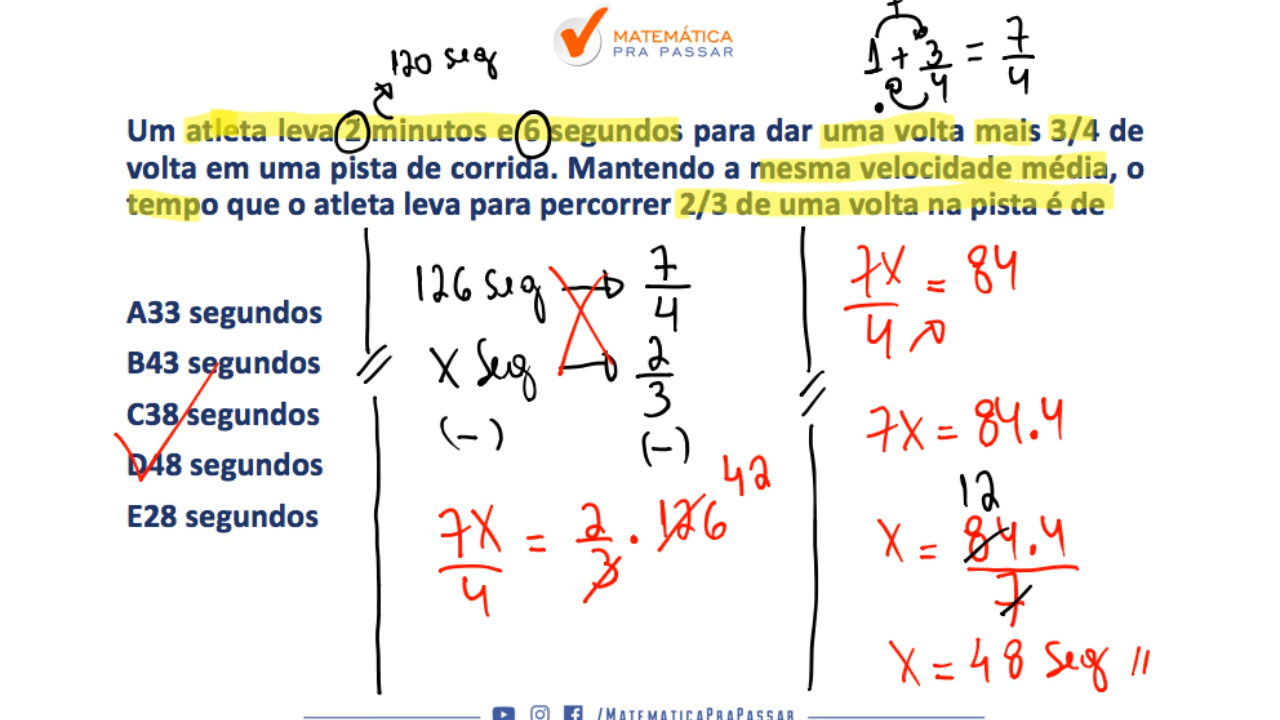 MATEMÁTICA
PRA PASSAR
120 seg
1 + 3/4 = 7/4
+
Um atleta leva 2 minutos e 6 segundos para dar uma volta mais 3/4 de
volta em uma pista de corrida. Mantendo a mesma velocidade média, o
tempo que o atleta leva para percorrer 2/3 de uma volta na pista é de
A33 segundos
B43 segundos
C38 segundos
D48 segundos
E28 segundos
126 seg → 7/4
x seg → 2/3
(-) (-)
7x/4 = 2/3 . 126 42
7x/4 = 84
7x = 84.4
12
x = 84.4/7
x = 48 seg //
/MatematicaPraPassar